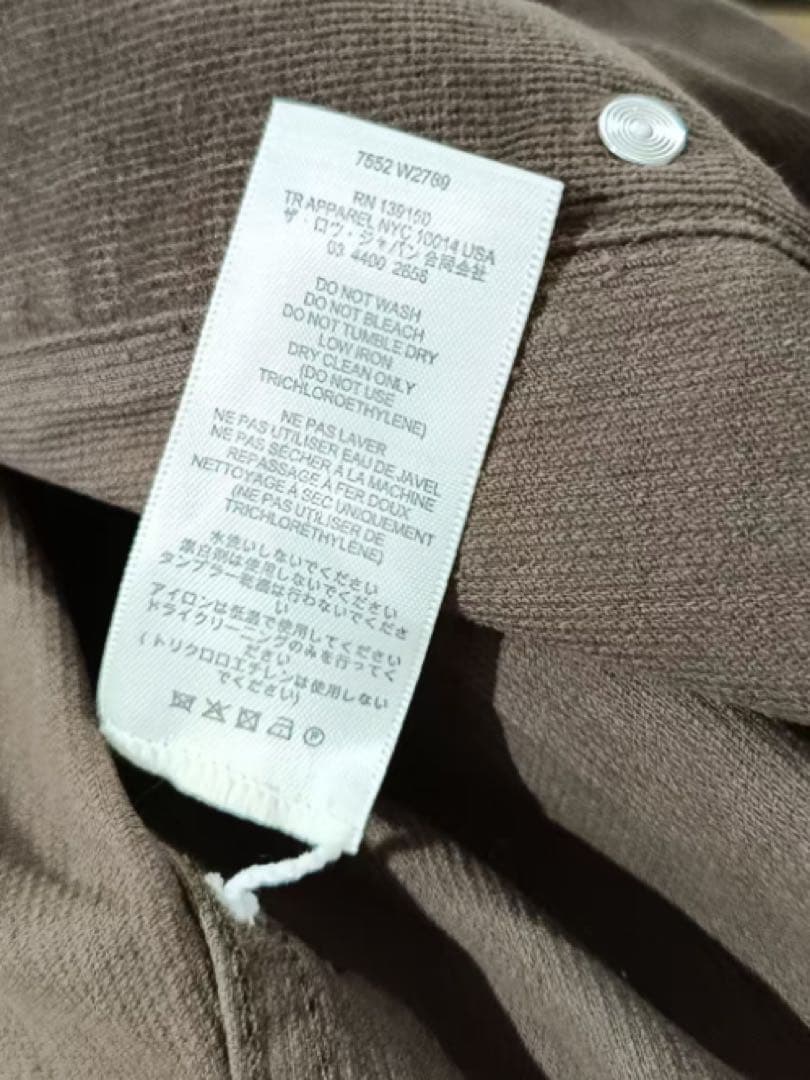 7552 W2769
RN 139160
TR APPAREL NYC 10014 USA
ザ・ロウ・ジャパン合同会社
03 4400 2656
DO NOT WASH
DO NOT BLEACH
DO NOT TUMBLE DRY
LOW IRON
DRY CLEAN ONLY
(DO NOT USE
TRICHLOROETHYLENE)
NE PAS LAVER
NE PAS UTILISER EAU DE JAVEL
NE PAS SÉCHER À LA MACHINE
REPASSAGE À FER DOUX
NETTOYAGE À SEC UNIQUEMENT
(NE PAS UTILISER DE
TRICHLORÉTHYLÈNE)
水洗いしないでください
漂白剤は使用しないでください
タンブラー乾燥は行わないでくださ
い
アイロンは低温で使用してください
ドライクリーニングのみを行ってく
ださい
(トリクロロエチレンは使用しない
でください)
P